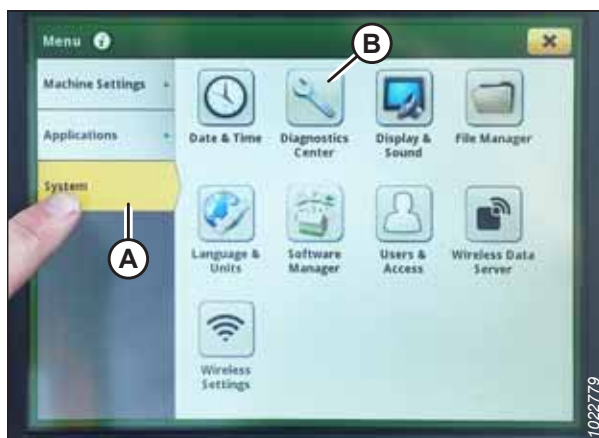 Menu i
B
Machine Settings
Applications
System
A
Date & Time
Diagnostics
Center
Display &
Sound
File Manager
Language &
Units
Software
Manager
Users &
Access
Wireless Data
Server
Wireless
Settings
1022779